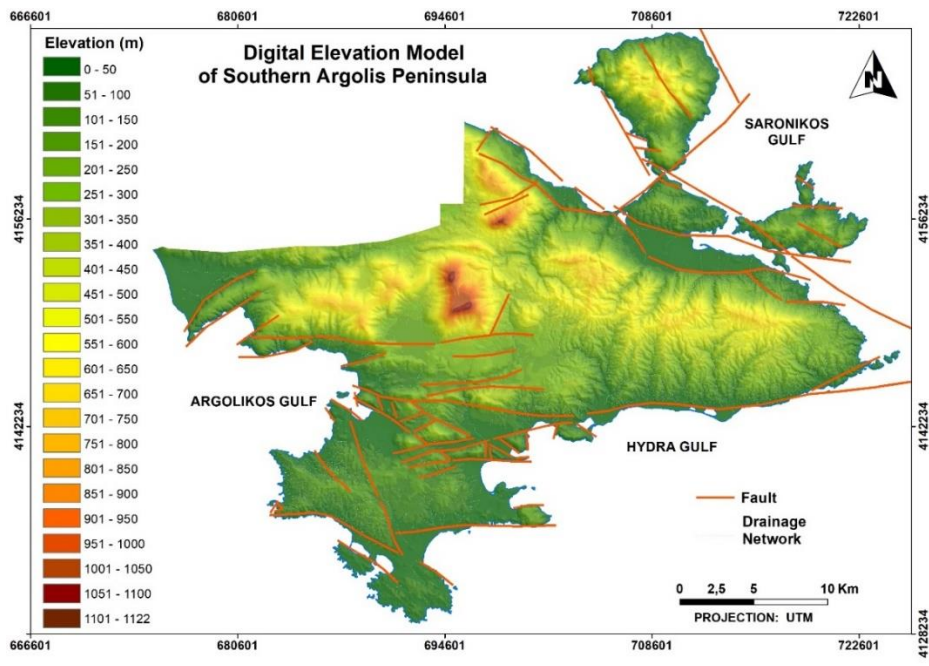 666601 680601 694601 708601 722601
Digital Elevation Model
of Southern Argolis Peninsula
Elevation (m)
0 - 50
51 - 100
101 - 150
151 - 200
201 - 250
251 - 300
301 - 350
351 - 400
401 - 450
451 - 500
501 - 550
551 - 600
601 - 650
651 - 700
701 - 750
751 - 800
801 - 850
851 - 900
901 - 950
951 - 1000
1001 - 1050
1051 - 1100
1101 - 1122
N
SARONIKOS
GULF
4156234 4156234
ARGOLIKOS GULF
HYDRA GULF
4142234 4142234
Fault
Drainage
Network
0 2,5 5 10 Km
PROJECTION: UTM
4128234
666601 680601 694601 708601 722601